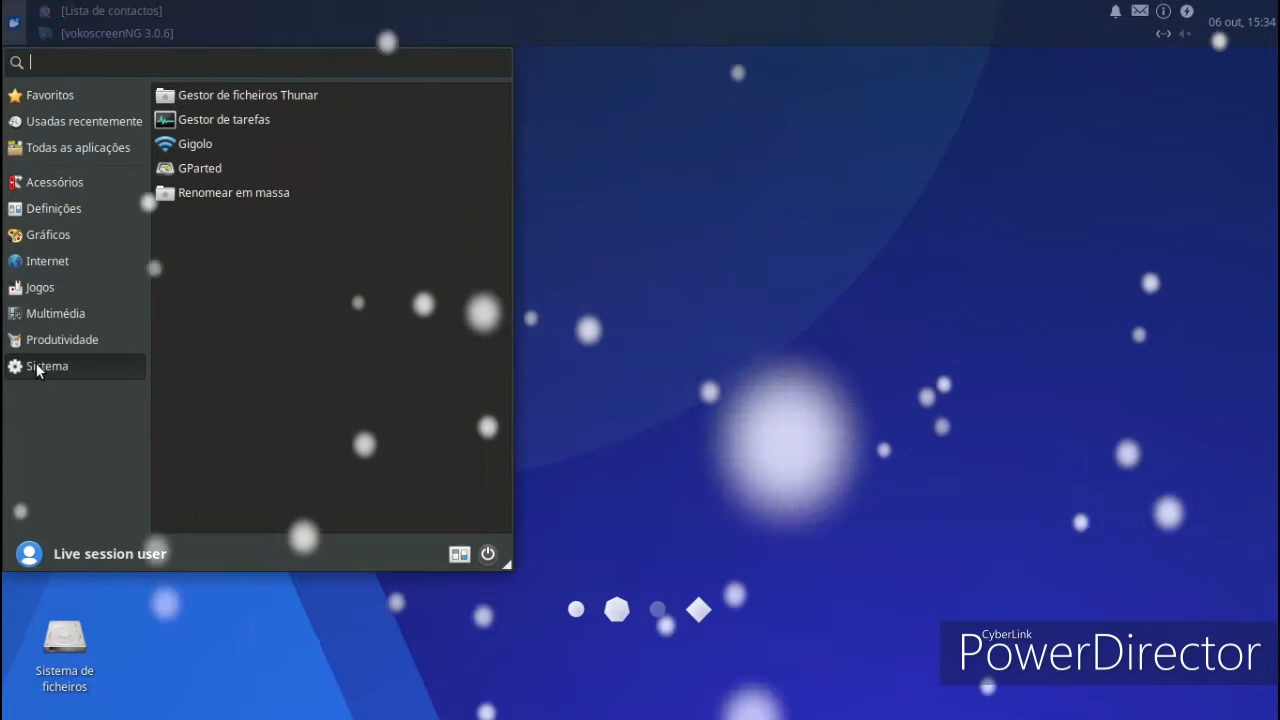 [Lista de contactos]
[vokoscreenNG 3.0.6]
06 out, 15:34
Favoritos
Usadas recentemente
Todas as aplicações
Acessórios
Definições
Gráficos
Internet
Jogos
Multimédia
Produtividade
Sistema
Gestor de ficheiros Thunar
Gestor de tarefas
Gigolo
GParted
Renomear em massa
Live session user
Sistema de
ficheiros
CyberLink
PowerDirector